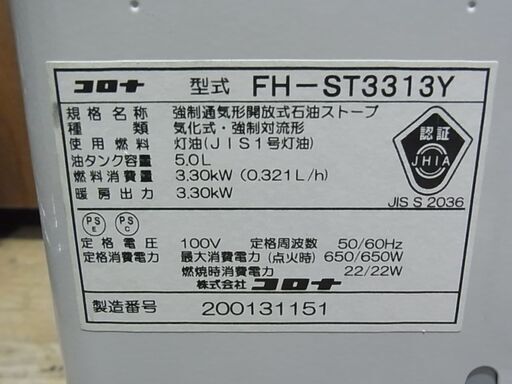 コロナ 型式 FH-ST3313Y
規格名称 強制通気形開放式石油ストーブ
種類 気化式・強制対流形
使用燃料 灯油(JIS1号灯油)
油タンク容量 5.0L
燃料消費量 3.30kW (0.321L/h)
暖房出力 3.30kW
認証
JHIA
JIS S 2036
PS E PS C
定格電圧 100V 定格周波数 50/60Hz
定格消費電力 最大消費電力(点火時) 650/650W
燃焼時消費電力 22/22W
株式会社 コロナ
製造番号 200131151